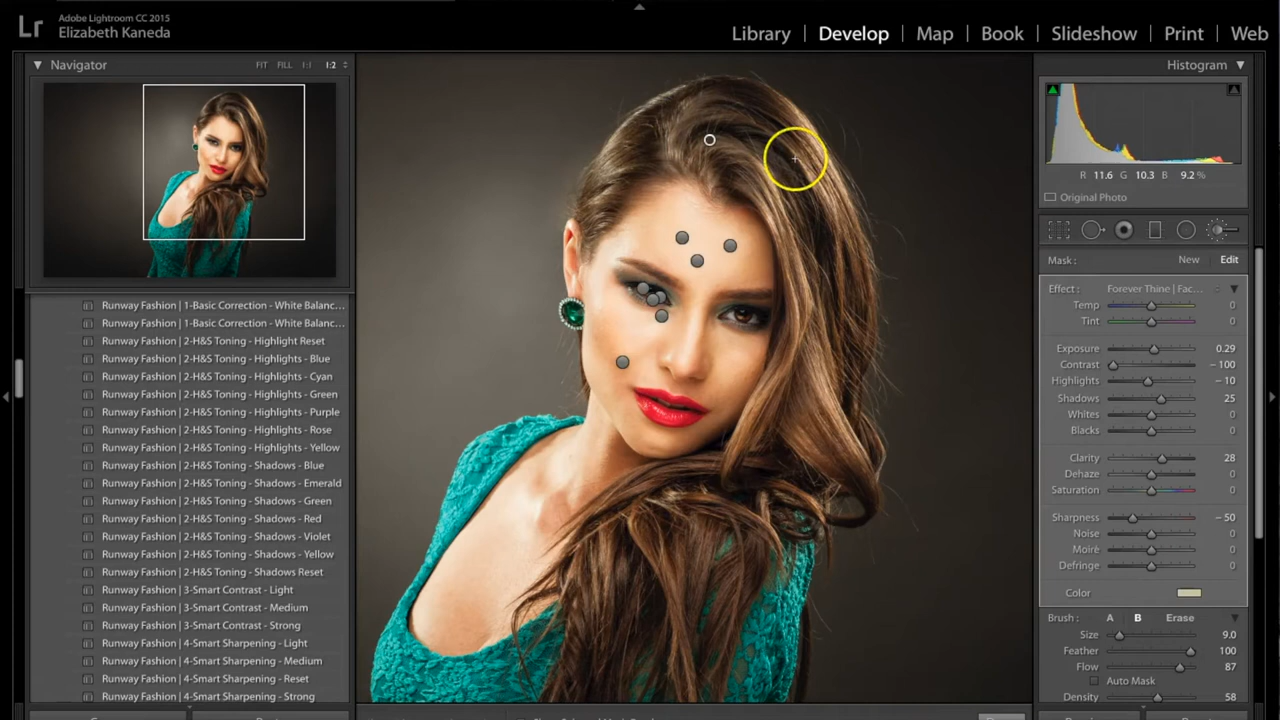 Lr
Adobe Lightroom CC 2015
Elizabeth Kaneda
Library | Develop | Map | Book | Slideshow | Print | Web
Navigator FIT FILL 1:1 1:2
Runway Fashion | 1-Basic Correction - White Balanc...
Runway Fashion | 1-Basic Correction - White Balanc...
Runway Fashion | 2-H&S Toning - Highlight Reset
Runway Fashion | 2-H&S Toning - Highlights - Blue
Runway Fashion | 2-H&S Toning - Highlights - Cyan
Runway Fashion | 2-H&S Toning - Highlights - Green
Runway Fashion | 2-H&S Toning - Highlights - Purple
Runway Fashion | 2-H&S Toning - Highlights - Rose
Runway Fashion | 2-H&S Toning - Highlights - Yellow
Runway Fashion | 2-H&S Toning - Shadows - Blue
Runway Fashion | 2-H&S Toning - Shadows - Emerald
Runway Fashion | 2-H&S Toning - Shadows - Green
Runway Fashion | 2-H&S Toning - Shadows - Red
Runway Fashion | 2-H&S Toning - Shadows - Violet
Runway Fashion | 2-H&S Toning - Shadows - Yellow
Runway Fashion | 2-H&S Toning - Shadows Reset
Runway Fashion | 3-Smart Contrast - Light
Runway Fashion | 3-Smart Contrast - Medium
Runway Fashion | 3-Smart Contrast - Strong
Runway Fashion | 4-Smart Sharpening - Light
Runway Fashion | 4-Smart Sharpening - Medium
Runway Fashion | 4-Smart Sharpening - Reset
Runway Fashion | 4-Smart Sharpening - Strong
Histogram
R 11.6 G 10.3 B 9.2 %
Original Photo
Mask : New Edit
Effect : Forever Thine | Fac...
Temp 0
Tint 0
Exposure 0.29
Contrast - 100
Highlights - 10
Shadows 25
Whites 0
Blacks 0
Clarity 28
Dehaze 0
Saturation 0
Sharpness - 50
Noise 0
Moiré 0
Defringe 0
Color
Brush : A B Erase
Size 9.0
Feather 100
Flow 87
Auto Mask
Density 58